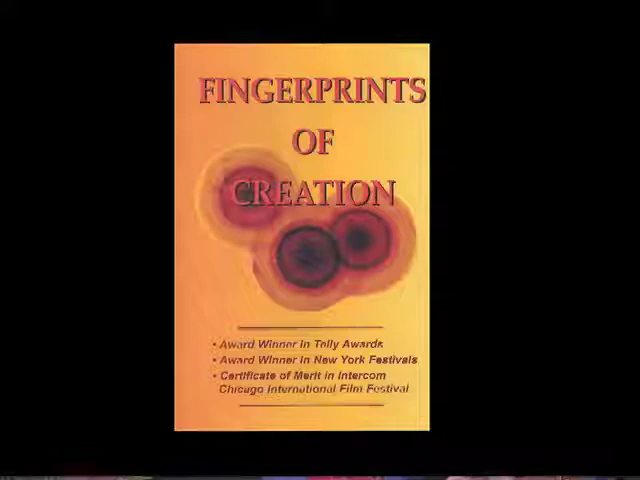 FINGERPRINTS
OF
CREATION
• Award Winner in Telly Awards
• Award Winner in New York Festivals
• Certificate of Merit in Intercom
Chicago International Film Festival